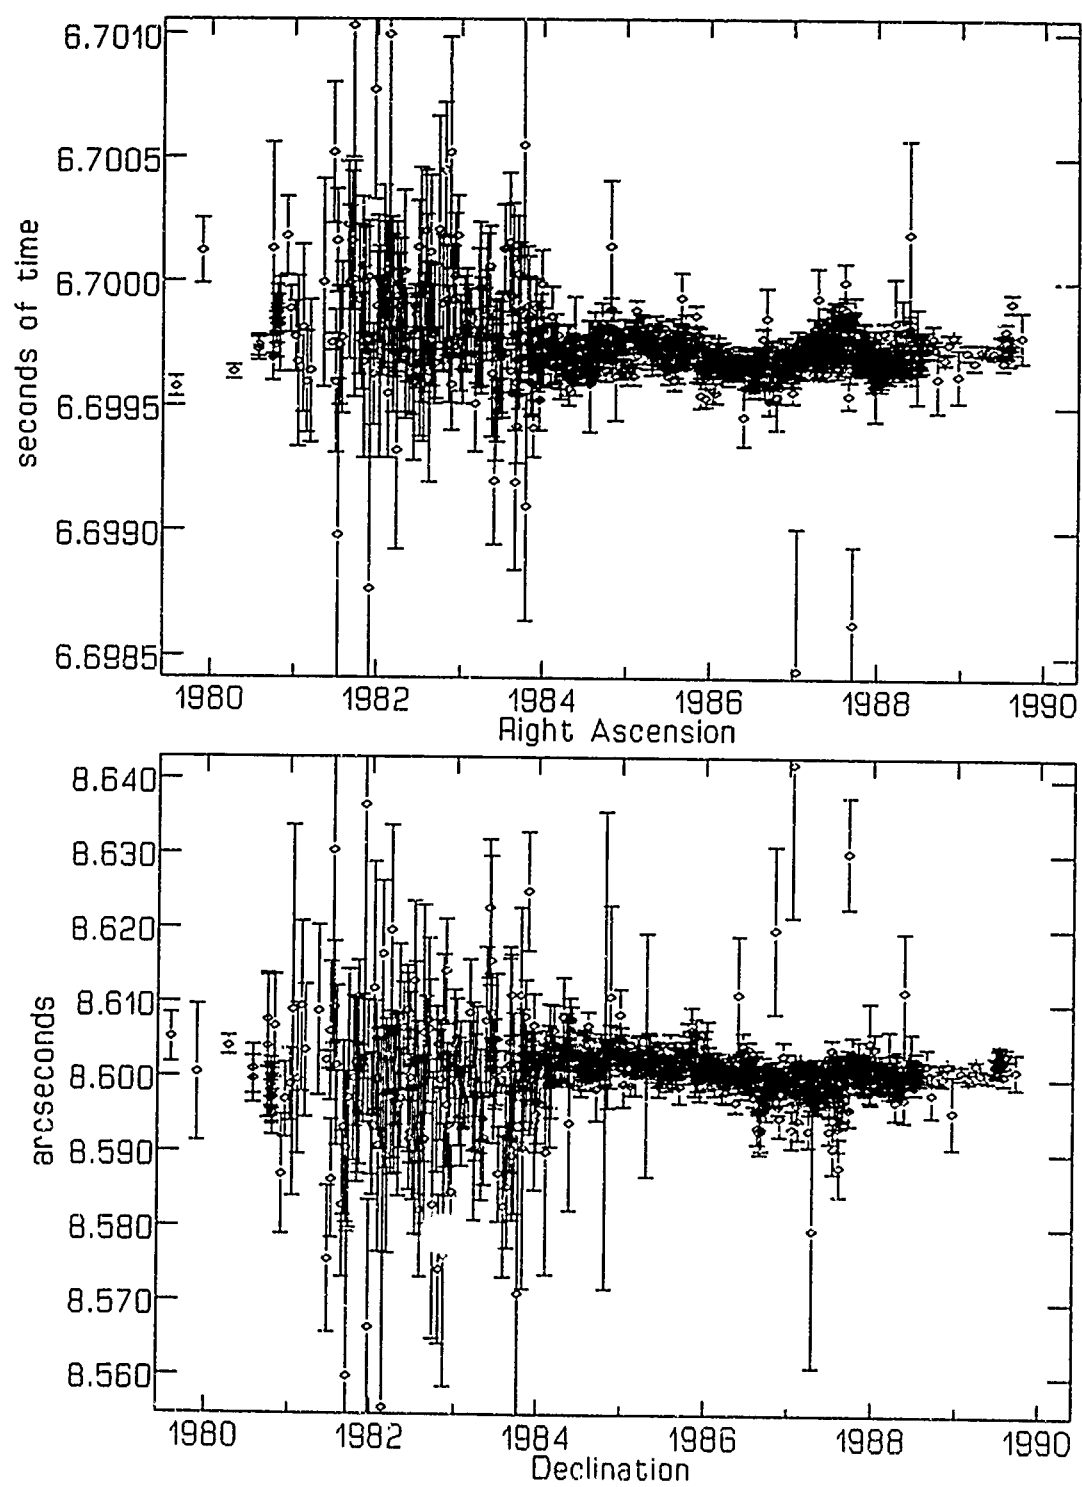 6.7010
6.7005
6.7000
6.6995
6.6990
6.6985
seconds of time
1980 1982 1984 1986 1988 1990
Right Ascension
8.640
8.630
8.620
8.610
8.600
8.590
8.580
8.570
8.560
arcseconds
1980 1982 1984 1986 1988 1990
Declination